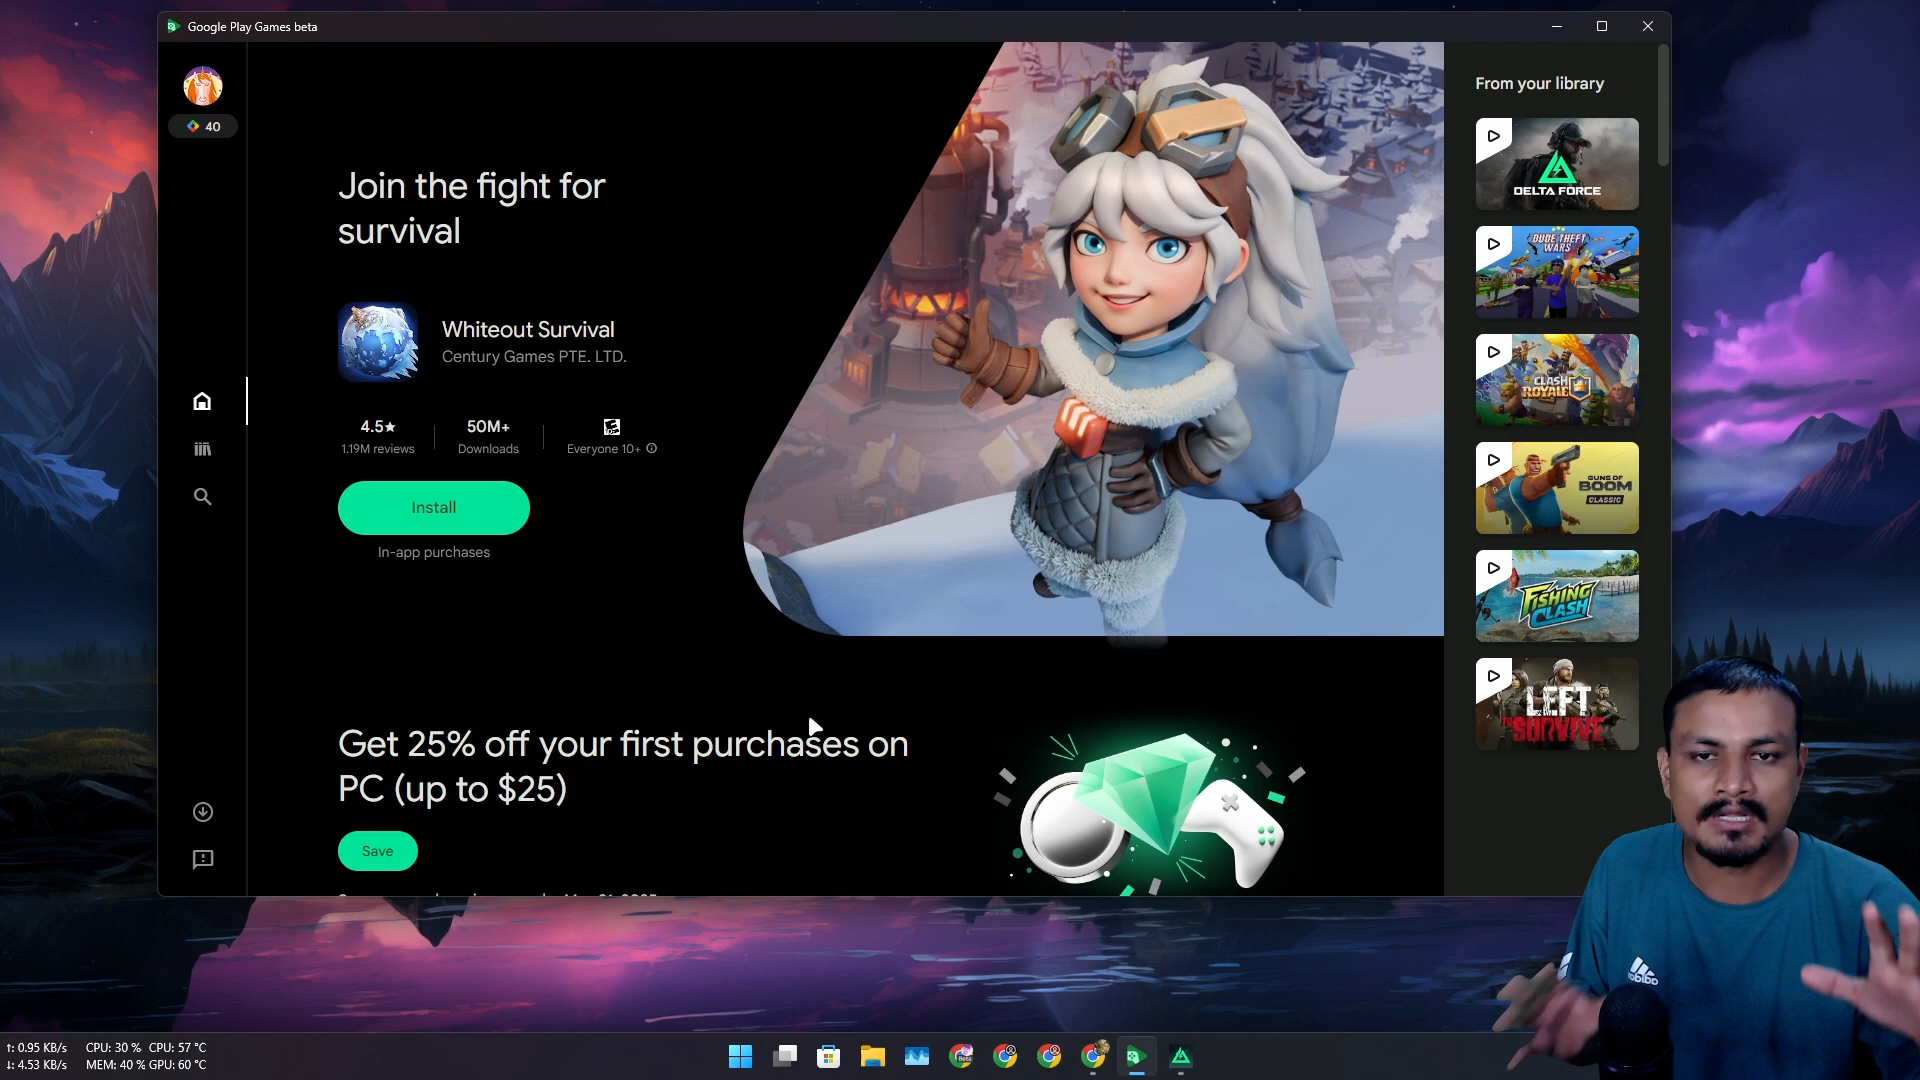 Google Play Games beta
40
Join the fight for
survival
Whiteout Survival
Century Games PTE. LTD.
4.5★
1.19M reviews
50M+
Downloads
Everyone 10+
Install
In-app purchases
Get 25% off your first purchases on
PC (up to $25)
Save
From your library
DELTA FORCE
DUDE THEFT
WARS
CLASH
ROYALE
GUNS OF
BOOM
CLASSIC
FISHING
CLASH
LEFT
TO SURVIVE
adidas
Beta
↑: 0.95 KB/s CPU: 30 % CPU: 57 °C
↓: 4.53 KB/s MEM: 40 % GPU: 60 °C